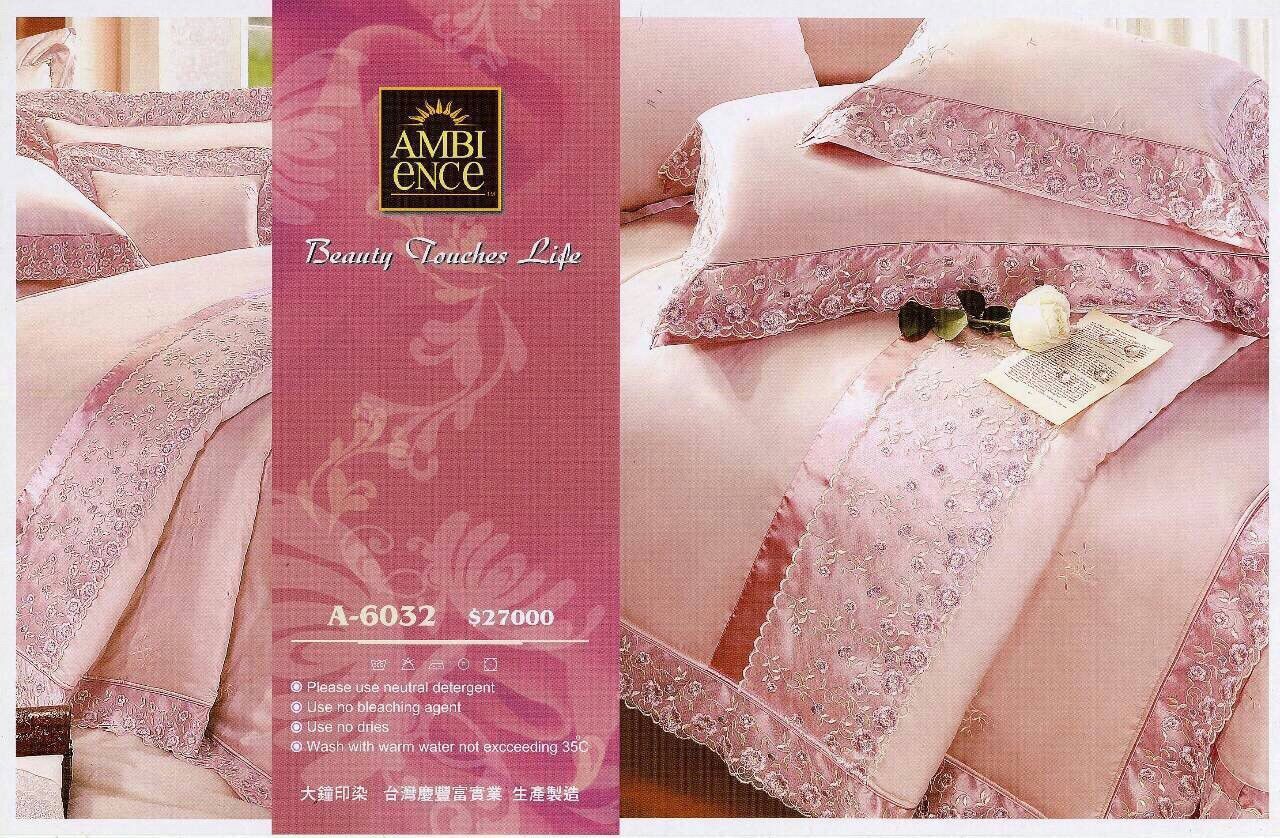 AMBI
ENCE
Beauty Touches Life
A-6032 $27000
Please use neutral detergent
Use no bleaching agent
Use no dries
Wash with warm water not excceeding 35°C
大鐘印染 台灣慶豐富實業 生產製造